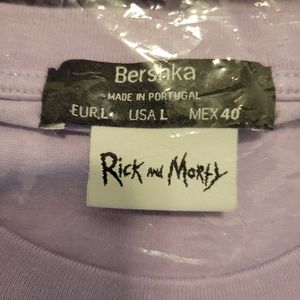 Bershka
MADE IN PORTUGAL
EUR L USA L MEX 40
Rick and Morty